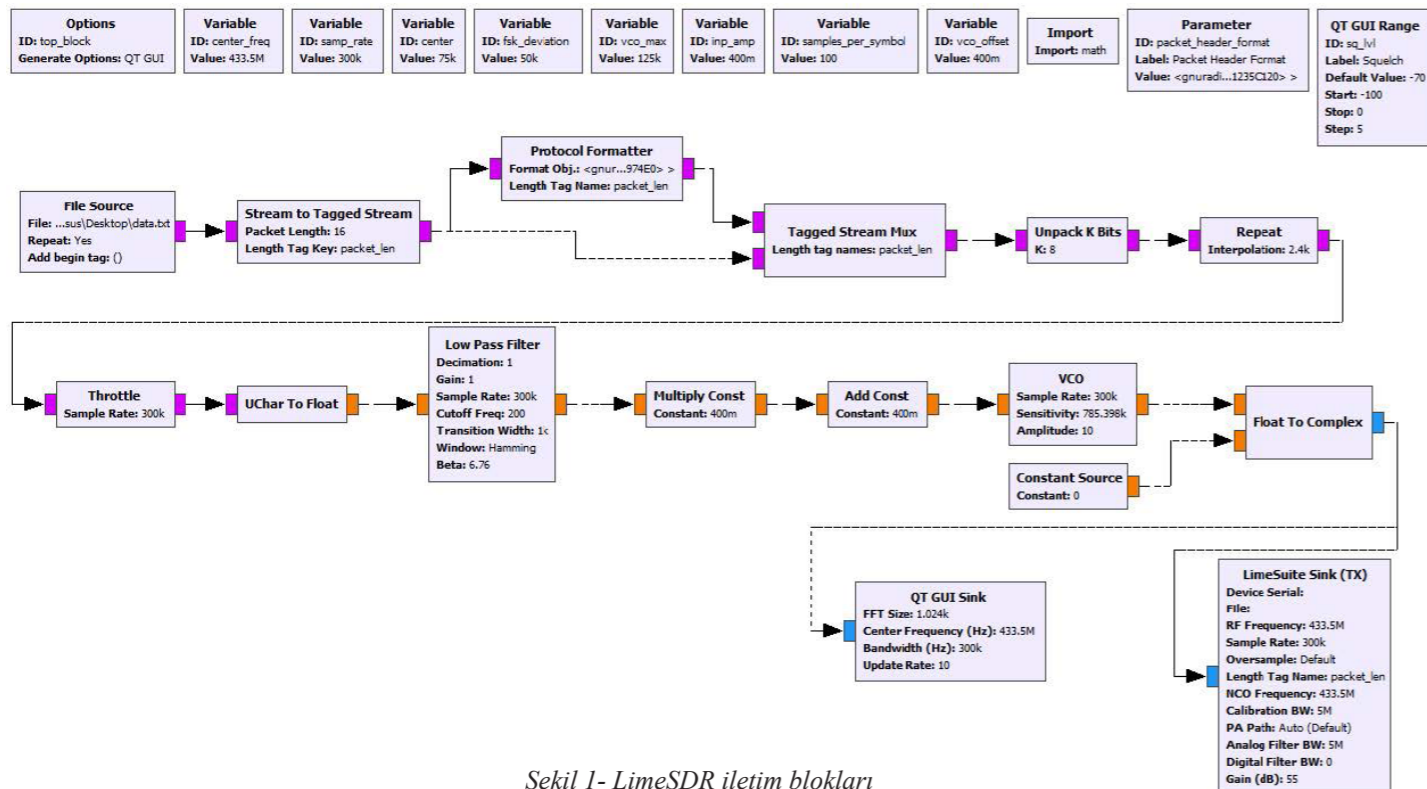 Options
ID: top_block
Generate Options: QT GUI
Variable
ID: center_freq
Value: 433.5M
Variable
ID: samp_rate
Value: 300k
Variable
ID: center
Value: 75k
Variable
ID: fsk_deviation
Value: 50k
Variable
ID: vco_max
Value: 125k
Variable
ID: inp_amp
Value: 400m
Variable
ID: samples_per_symbol
Value: 100
Variable
ID: vco_offset
Value: 400m
Import
Import: math
Parameter
ID: packet_header_format
Label: Packet Header Format
Value: <gnuradi...1235C120> >
QT GUI Range
ID: sq_lvl
Label: Squelch
Default Value: -70
Start: -100
Stop: 0
Step: 5
File Source
File: ...sus\Desktop\data.txt
Repeat: Yes
Add begin tag: ()
Stream to Tagged Stream
Packet Length: 16
Length Tag Key: packet_len
Protocol Formatter
Format Obj.: <gnur...974E0> >
Length Tag Name: packet_len
Tagged Stream Mux
Length tag names: packet_len
Unpack K Bits
K: 8
Repeat
Interpolation: 2.4k
Throttle
Sample Rate: 300k
UChar To Float
Low Pass Filter
Decimation: 1
Gain: 1
Sample Rate: 300k
Cutoff Freq: 200
Transition Width: 1k
Window: Hamming
Beta: 6.76
Multiply Const
Constant: 400m
Add Const
Constant: 400m
VCO
Sample Rate: 300k
Sensitivity: 785.398k
Amplitude: 10
Constant Source
Constant: 0
Float To Complex
QT GUI Sink
FFT Size: 1.024k
Center Frequency (Hz): 433.5M
Bandwidth (Hz): 300k
Update Rate: 10
LimeSuite Sink (TX)
Device Serial:
File:
RF Frequency: 433.5M
Sample Rate: 300k
Oversample: Default
Length Tag Name: packet_len
NCO Frequency: 433.5M
Calibration BW: 5M
PA Path: Auto (Default)
Analog Filter BW: 5M
Digital Filter BW: 0
Gain (dB): 55
Sekil 1- LimeSDR iletim blokları